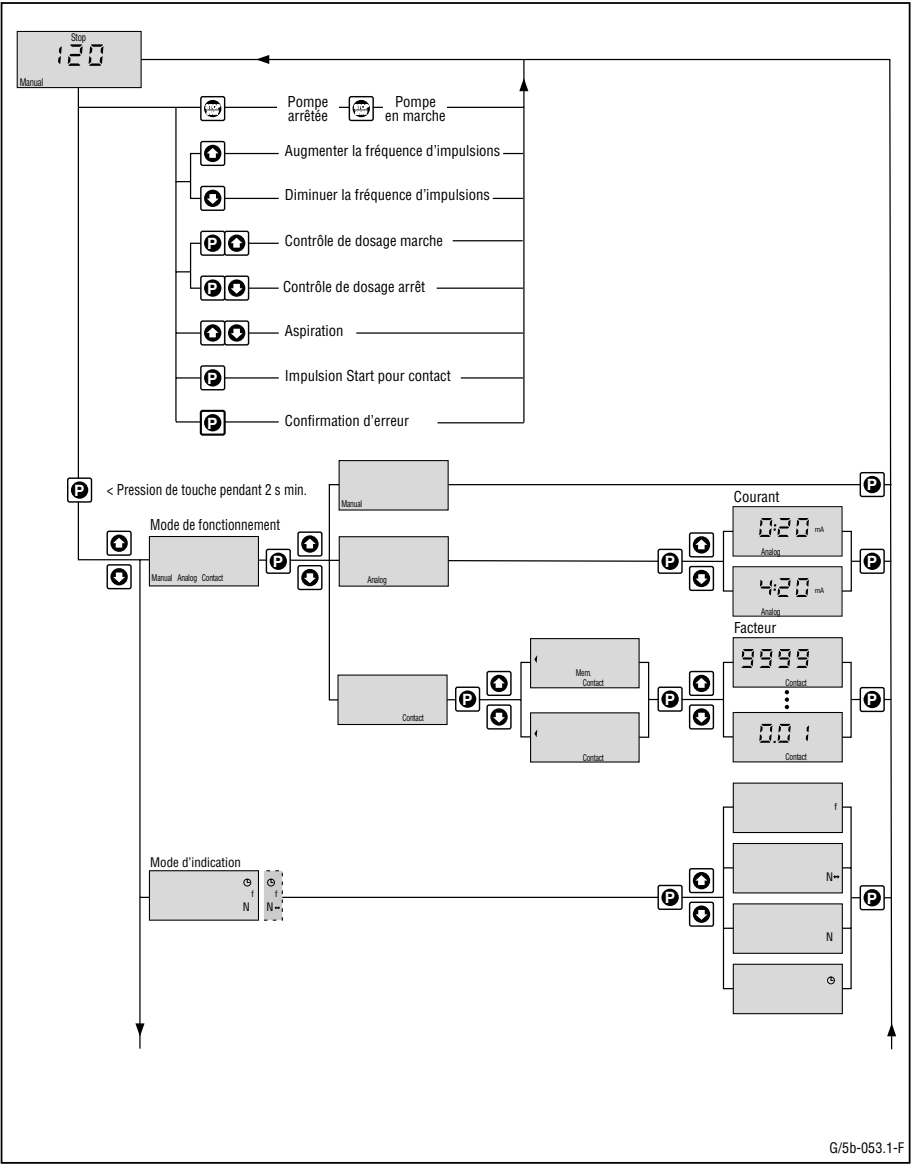 Stop
120
Manual
STOP
Pompe
arrêtée
STOP
Pompe
en marche
Augmenter la fréquence d'impulsions
Diminuer la fréquence d'impulsions
P
Contrôle de dosage marche
P
Contrôle de dosage arrêt
Aspiration
P
Impulsion Start pour contact
P
Confirmation d'erreur
P
< Pression de touche pendant 2 s min.
Manual
P
Mode de fonctionnement
Manual Analog Contact
P
Analog
P
Courant
0:20 mA
Analog
4:20 mA
Analog
P
Contact
P
Mem.
Contact
Contact
P
Facteur
9999
Contact
0.01
Contact
P
Mode d'indication
f
N
f
N↔
P
f
N↔
N
P
G/5b-053.1-F